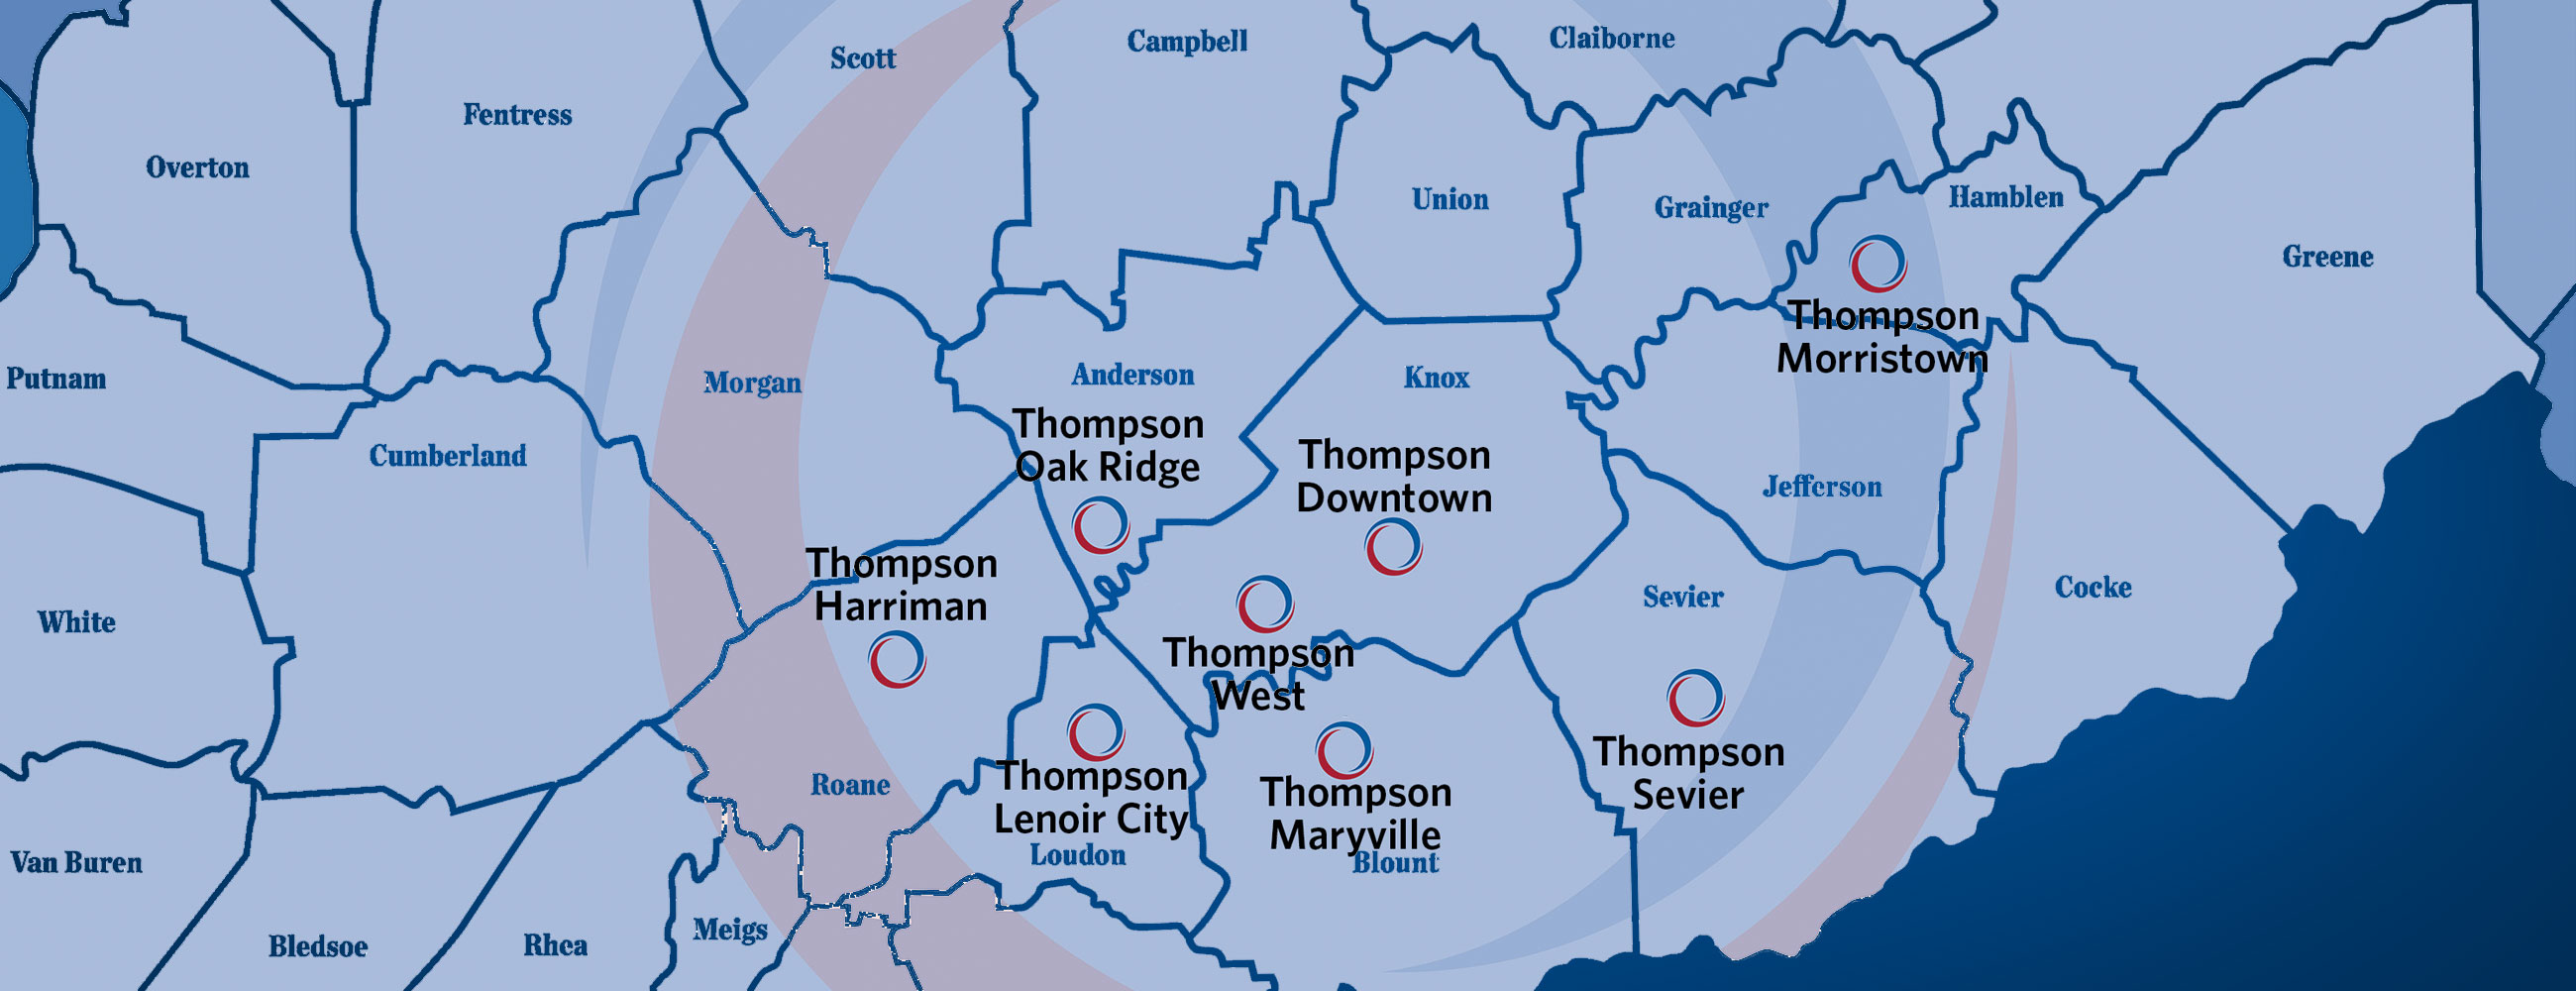 Scott
Campbell
Claiborne
Fentress
Overton
Union
Grainger
Hamblen
Greene
Thompson
Morristown
Putnam
Morgan
Anderson
Knox
Thompson
Oak Ridge
Cumberland
Thompson
Downtown
Jefferson
Thompson
Harriman
Sevier
Cocke
White
Thompson
West
Thompson
Sevier
Roane
Thompson
Lenoir City
Loudon
Thompson
Maryville
Blount
Van Buren
Meigs
Bledsoe
Rhea